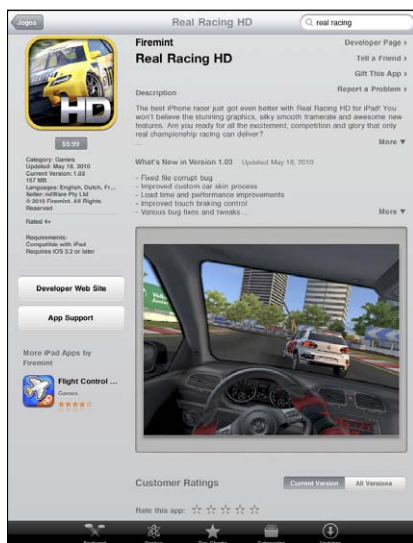 Jogos
Real Racing HD
real racing
HD
$9.99
Category: Games
Updated: May 18, 2010
Current Version: 1.03
157 MB
Languages: English, Dutch, Fr...
Seller: ndWare Pty Ltd
© 2010 Firemint. All Rights
Reserved
Rated 4+
Requirements:
Compatible with iPad
Requires iOS 3.2 or later
Developer Web Site
App Support
More iPad Apps by
Firemint
Flight Control ...
Games
Firemint
Real Racing HD
Developer Page ›
Tell a Friend ›
Gift This App ›
Report a Problem ›
Description
The best iPhone racer just got even better with Real Racing HD for iPad! You
won't believe the stunning graphics, silky smooth framerate and awesome new
features. Are you ready for all the excitement, competition and glory that only
real championship racing can deliver?
...
More ▼
What's New in Version 1.03 Updated May 18, 2010
- Fixed file corrupt bug
- Improved custom car skin process
- Load time and performance improvements
- Improved touch braking control
- Various bug fixes and tweaks...
More ▼
Customer Ratings
Current Version
All Versions
Rate this app: